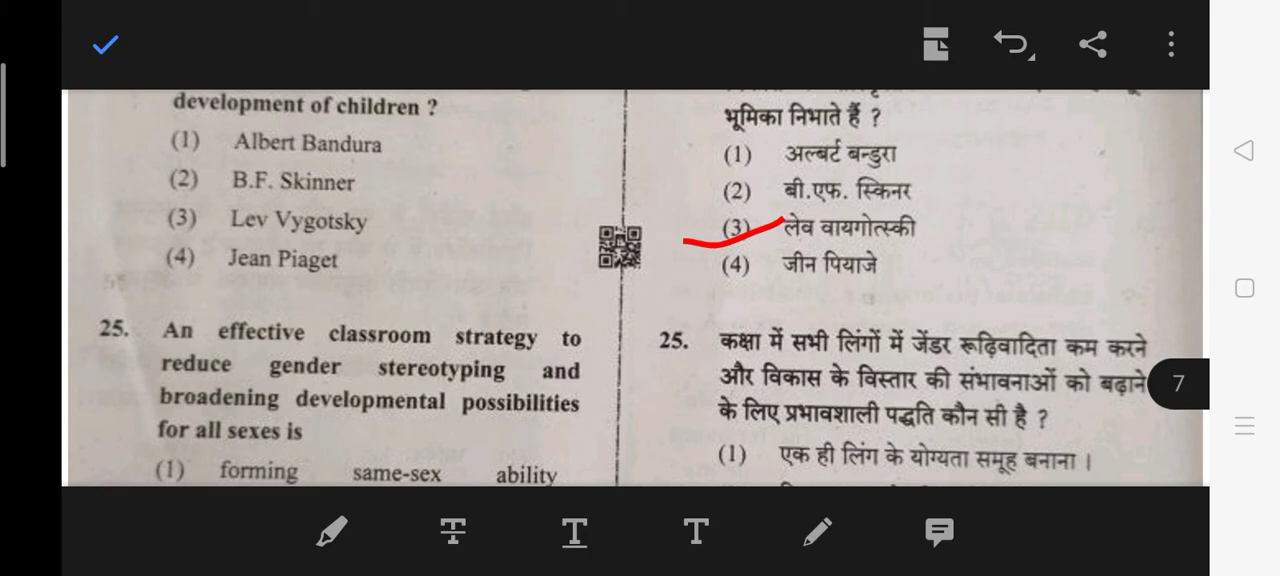 development of children ?
(1) Albert Bandura
(2) B.F. Skinner
(3) Lev Vygotsky
(4) Jean Piaget
25. An effective classroom strategy to
reduce gender stereotyping and
broadening developmental possibilities
for all sexes is
(1) forming same-sex ability
भूमिका निभाते हैं ?
(1) अल्बर्ट बन्डुरा
(2) बी.एफ. स्किनर
(3) लेव वायगोत्स्की
(4) जीन पियाजे
25. कक्षा में सभी लिंगों में जेंडर रूढ़िवादिता कम करने
और विकास के विस्तार की संभावनाओं को बढ़ाने
के लिए प्रभावशाली पद्धति कौन सी है ?
(1) एक ही लिंग के योग्यता समूह बनाना ।
7